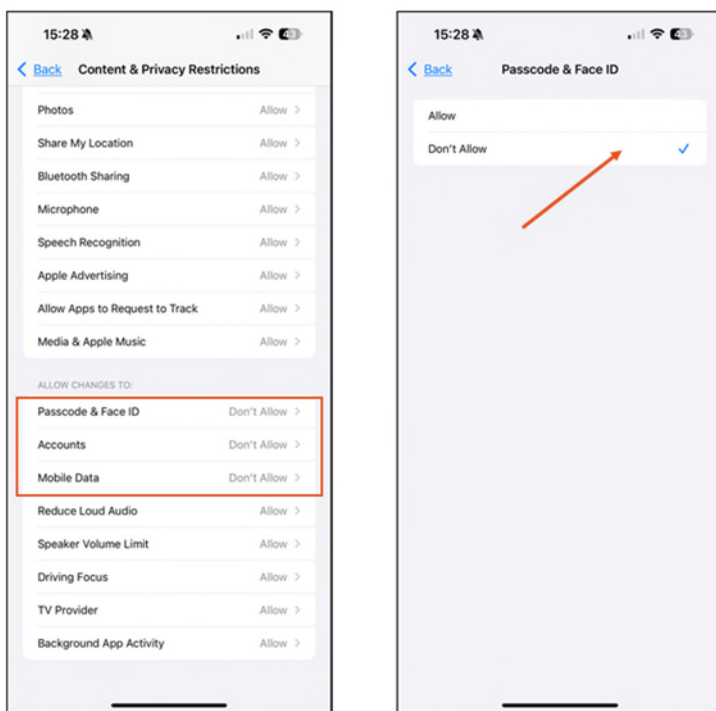 15:28
43
Back Content & Privacy Restrictions
Photos Allow
Share My Location Allow
Bluetooth Sharing Allow
Microphone Allow
Speech Recognition Allow
Apple Advertising Allow
Allow Apps to Request to Track Allow
Media & Apple Music Allow
ALLOW CHANGES TO:
Passcode & Face ID Don't Allow
Accounts Don't Allow
Mobile Data Don't Allow
Reduce Loud Audio Allow
Speaker Volume Limit Allow
Driving Focus Allow
TV Provider Allow
Background App Activity Allow
15:28
43
Back Passcode & Face ID
Allow
Don't Allow